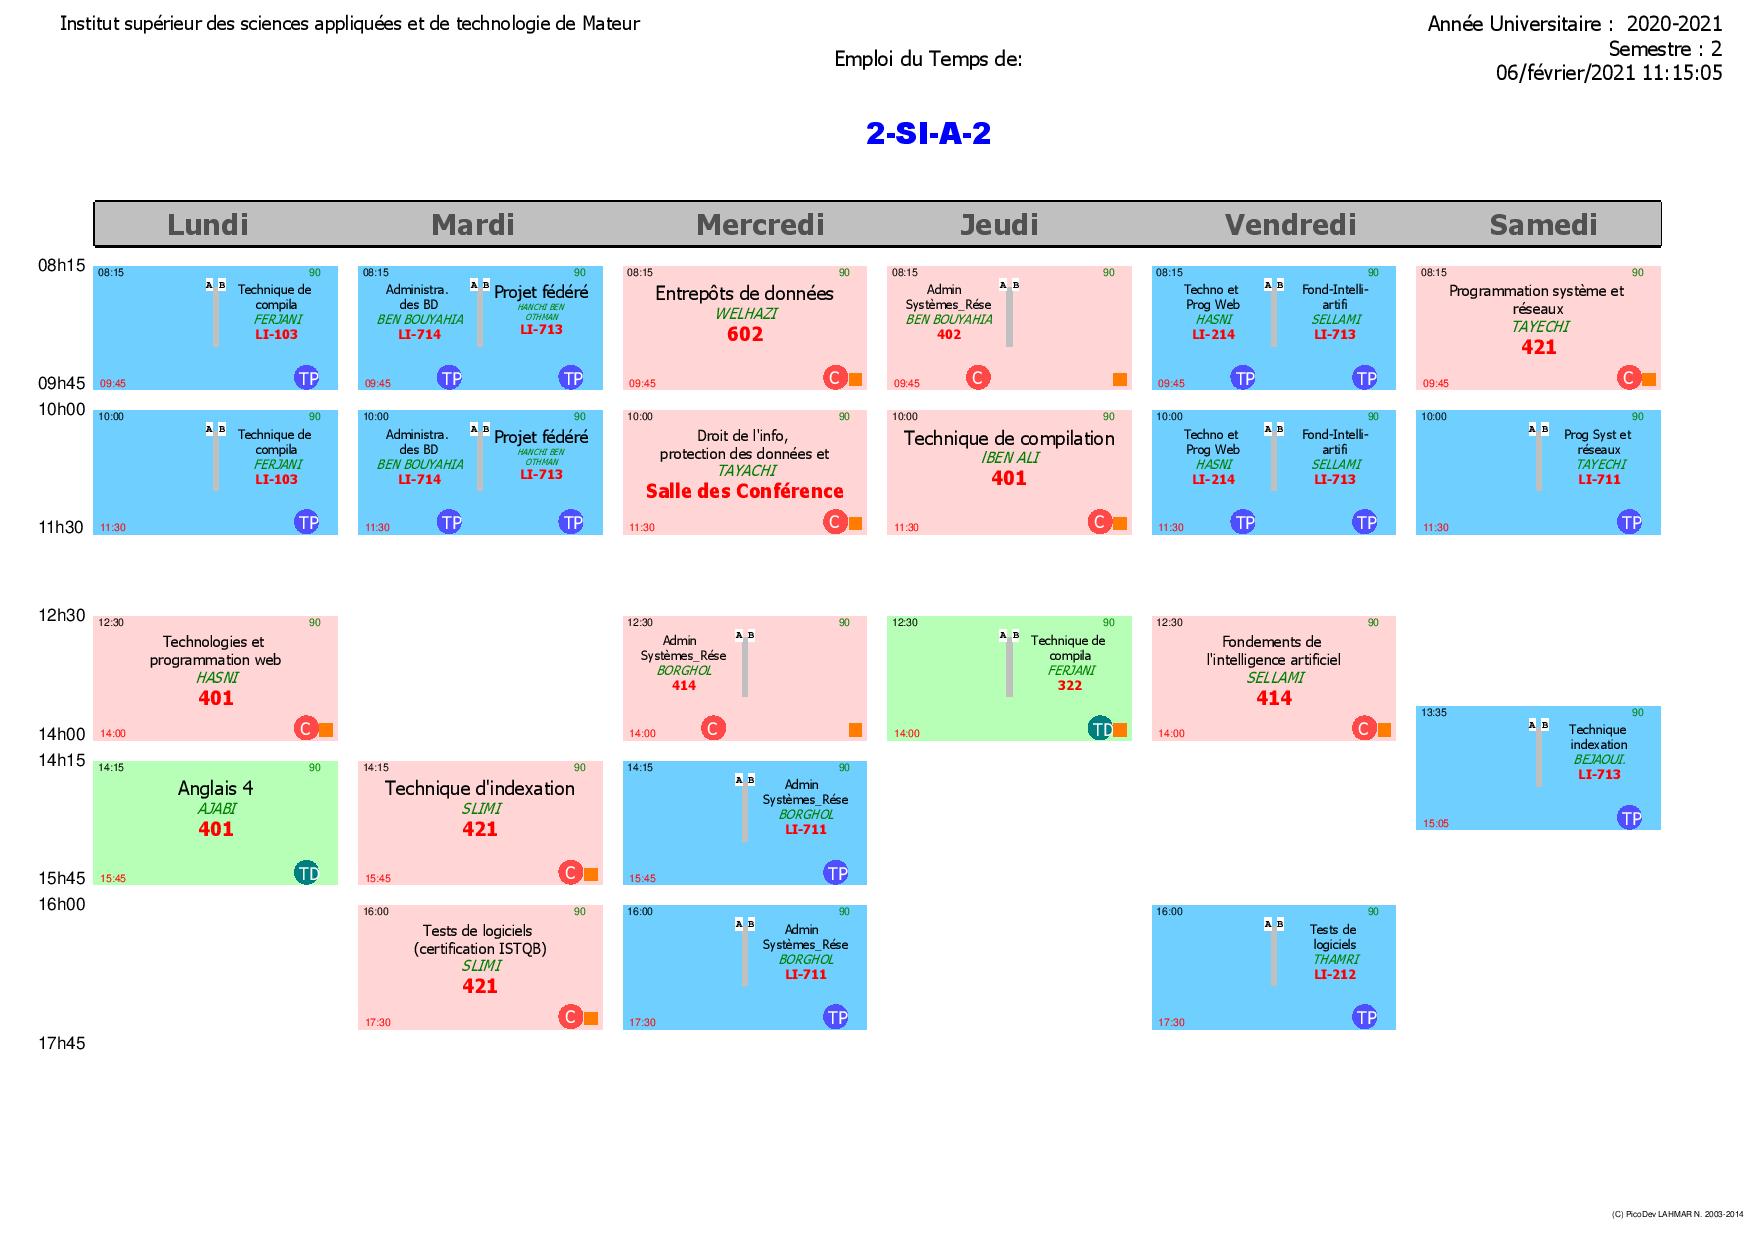 Institut supérieur des sciences appliquées et de technologie de Mateur
Année Universitaire : 2020-2021
Semestre : 2
06/février/2021 11:15:05
Emploi du Temps de:
2-SI-A-2
Lundi
Mardi
Mercredi
Jeudi
Vendredi
Samedi
08h15
09h45
08:15 90
A B
Technique de
compila
FERJANI
LI-103
09:45 TP
08:15 90
Administra.
des BD
BEN BOUYAHIA
LI-714
A B
Projet fédéré
HANCHI BEN
OTHMAN
LI-713
09:45 TP TP
08:15 90
Entrepôts de données
WELHAZI
602
09:45 C
08:15 90
Admin
Systèmes_Rése
BEN BOUYAHIA
402
A B
09:45 C
08:15 90
Techno et
Prog Web
HASNI
LI-214
A B
Fond-Intelli-
artifi
SELLAMI
LI-713
09:45 TP TP
08:15 90
Programmation système et
réseaux
TAYECHI
421
09:45 C
10h00
11h30
10:00 90
A B
Technique de
compila
FERJANI
LI-103
11:30 TP
10:00 90
Administra.
des BD
BEN BOUYAHIA
LI-714
A B
Projet fédéré
HANCHI BEN
OTHMAN
LI-713
11:30 TP TP
10:00 90
Droit de l'info,
protection des données et
TAYACHI
Salle des Conférence
11:30 C
10:00 90
Technique de compilation
IBEN ALI
401
11:30 C
10:00 90
Techno et
Prog Web
HASNI
LI-214
A B
Fond-Intelli-
artifi
SELLAMI
LI-713
11:30 TP TP
10:00 90
A B
Prog Syst et
réseaux
TAYECHI
LI-711
11:30 TP
12h30
14h00
12:30 90
Technologies et
programmation web
HASNI
401
14:00 C
12:30 90
Admin
Systèmes_Rése
BORGHOL
414
A B
14:00 C
12:30 90
A B
Technique de
compila
FERJANI
322
14:00 TD
12:30 90
Fondements de
l'intelligence artificiel
SELLAMI
414
14:00 C
13:35 90
A B
Technique
indexation
BEJAOUI.
LI-713
15:05 TP
14h15
15h45
14:15 90
Anglais 4
AJABI
401
15:45 TD
14:15 90
Technique d'indexation
SLIMI
421
15:45 C
14:15 90
A B
Admin
Systèmes_Rése
BORGHOL
LI-711
15:45 TP
16h00
17h45
16:00 90
Tests de logiciels
(certification ISTQB)
SLIMI
421
17:30 C
16:00 90
A B
Admin
Systèmes_Rése
BORGHOL
LI-711
17:30 TP
16:00 90
A B
Tests de
logiciels
THAMRI
LI-212
17:30 TP
(C) PicoDev LAHMAR N. 2003-2014